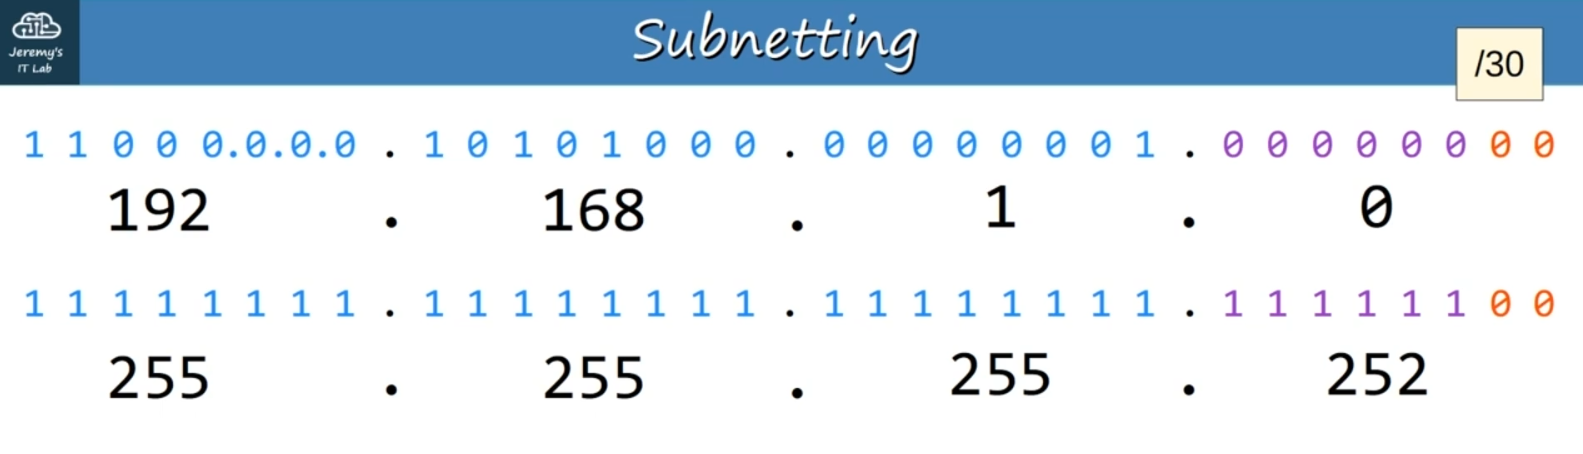 Jeremy's
IT Lab
Subnetting
/30
1 1 0 0 0.0.0.0 . 1 0 1 0 1 0 0 0 . 0 0 0 0 0 0 0 1 . 0 0 0 0 0 0 0 0
192 . 168 . 1 . 0
1 1 1 1 1 1 1 1 . 1 1 1 1 1 1 1 1 . 1 1 1 1 1 1 1 1 . 1 1 1 1 1 1 0 0
255 . 255 . 255 . 252